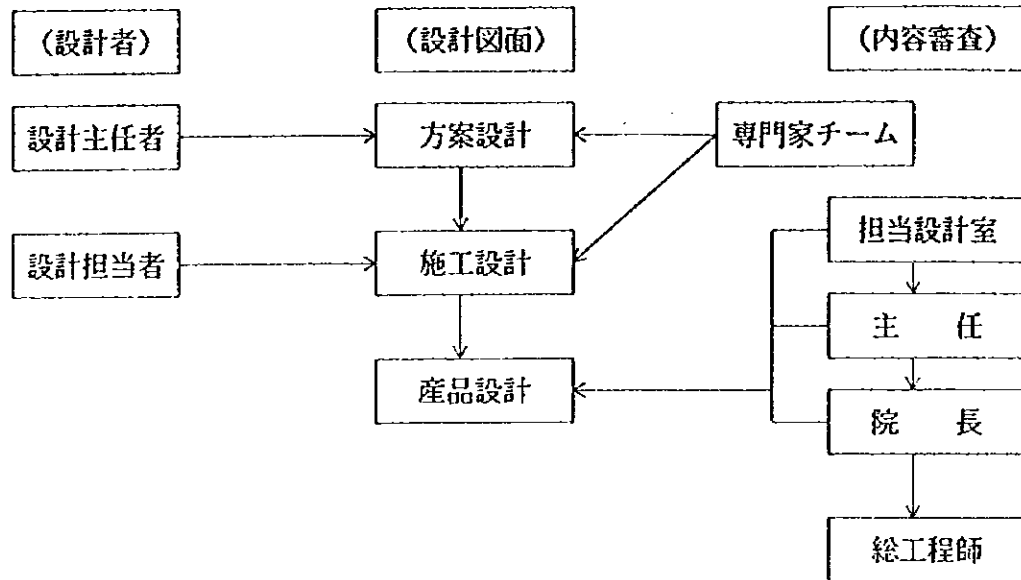 (設計者)
(設計図面)
(内容審査)
設計主任者
方案設計
専門家チーム
担当設計室
設計担当者
施工設計
主 任
産品設計
院 長
総工程師